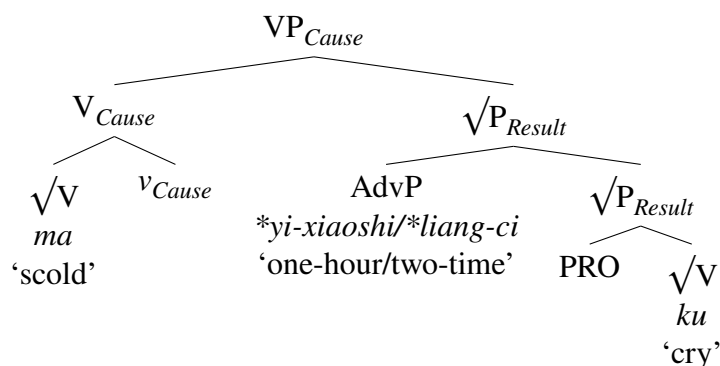 VP_Cause
V_Cause √P_Result
√V v_Cause AdvP √P_Result
ma *yi-xiaoshi/*liang-ci PRO √V
‘scold’ ‘one-hour/two-time’ ku
‘cry’